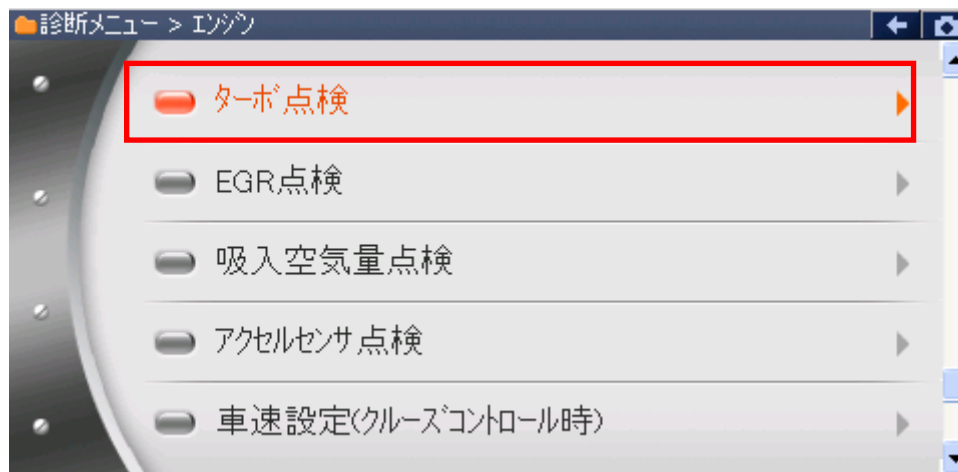 診断メニュー > エンジン
ターボ点検
EGR点検
吸入空気量点検
アクセルセンサ点検
車速設定(クルーズコントロール時)